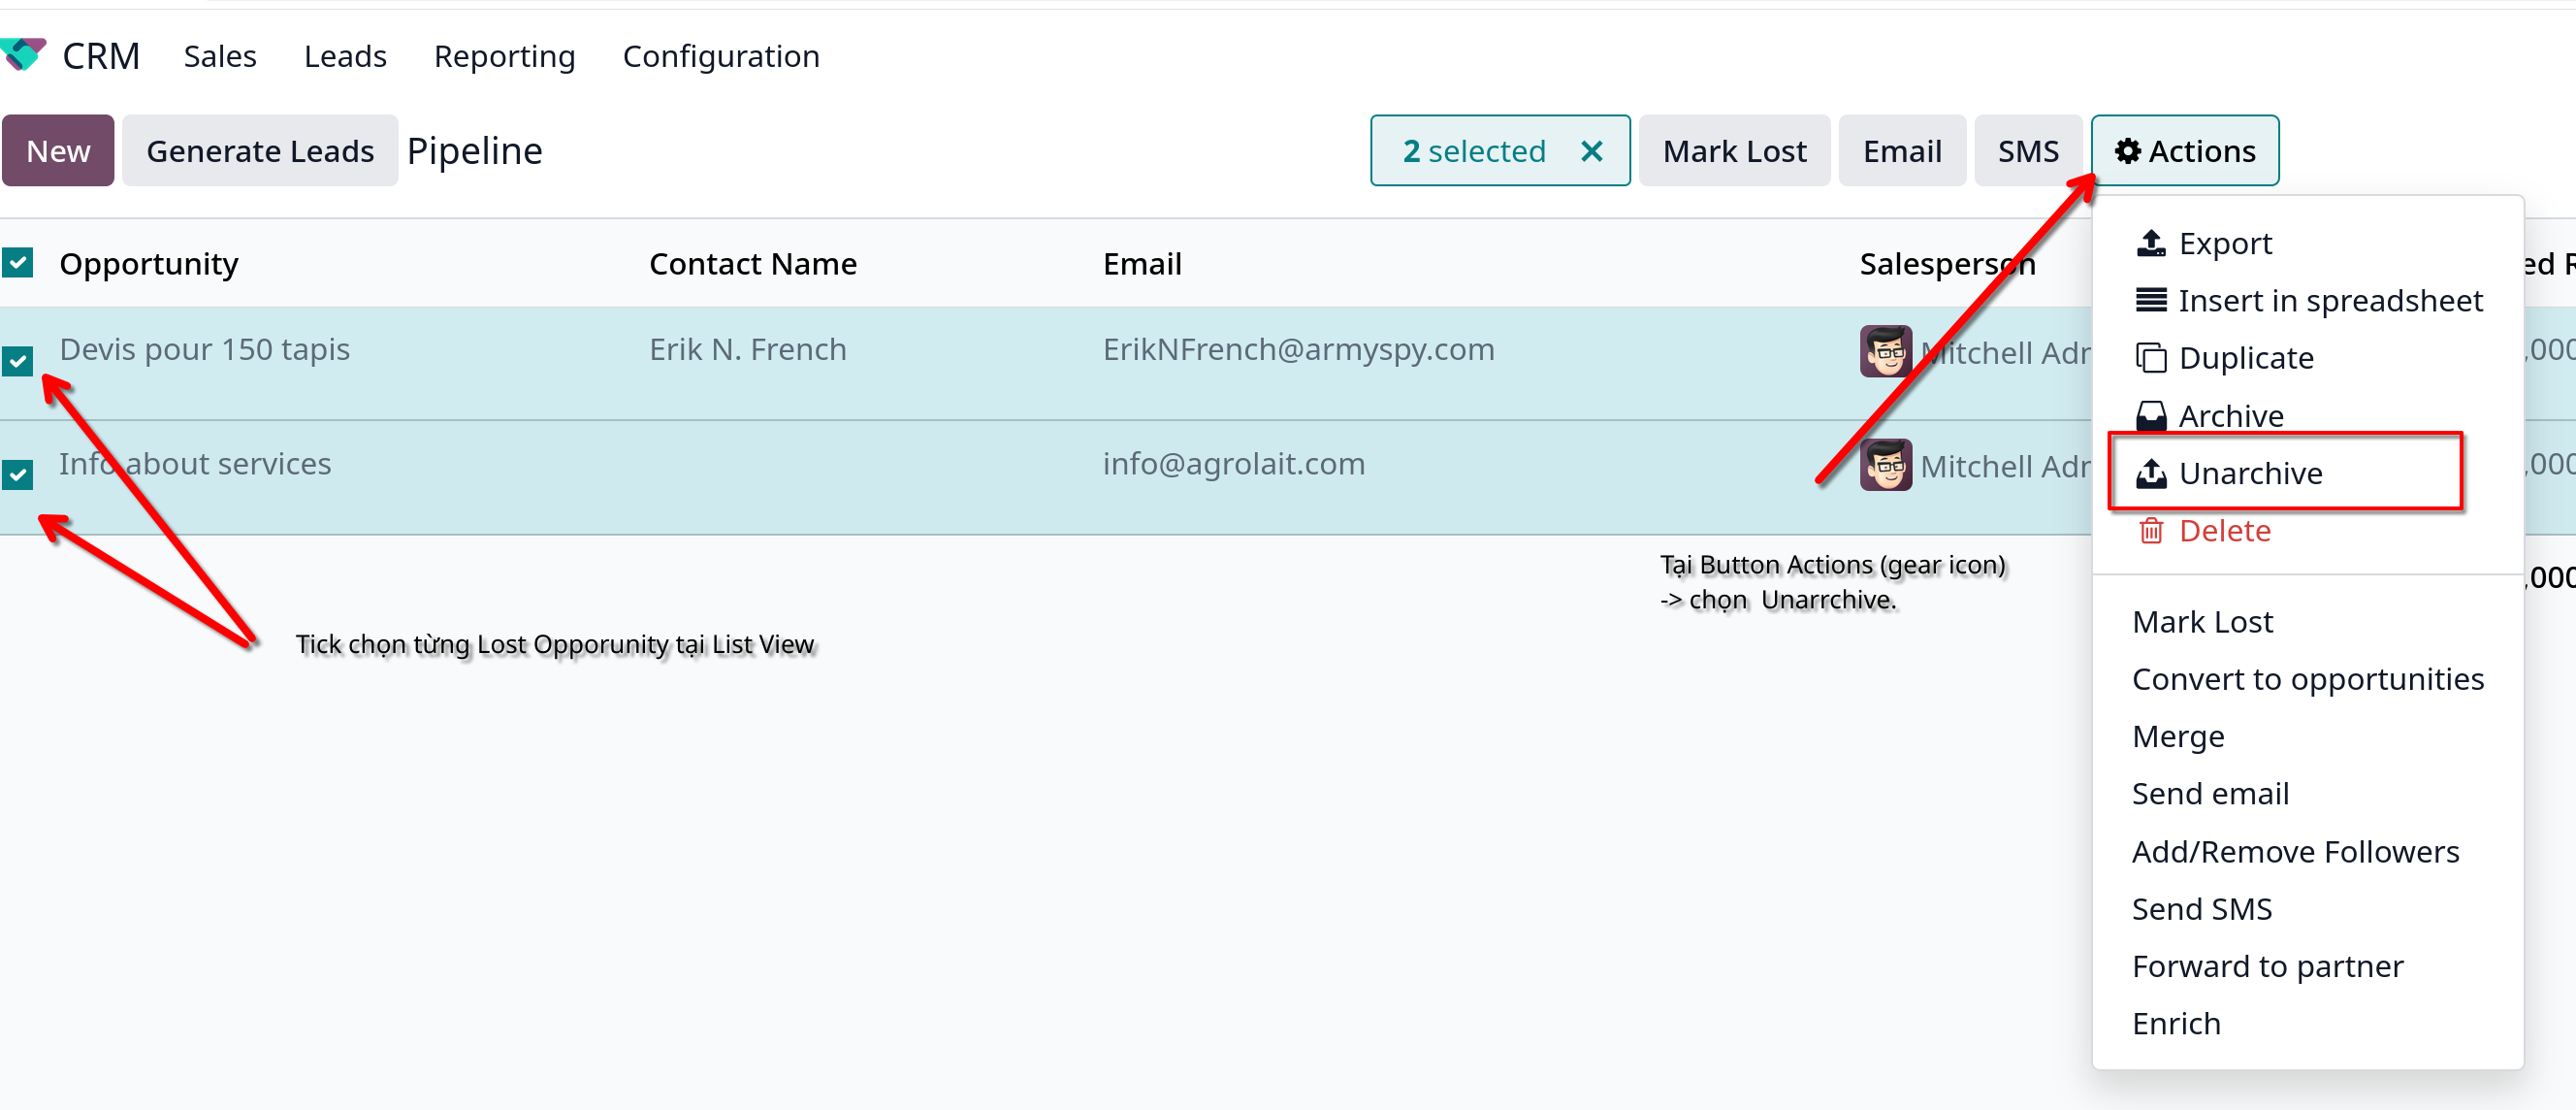 CRM Sales Leads Reporting Configuration
New Generate Leads Pipeline 2 selected Mark Lost Email SMS Actions
Opportunity Contact Name Email Salesperson ed R
Devis pour 150 tapis Erik N. French ErikNFrench@armyspy.com Mitchell Adr ,000
Info about services info@agrolait.com Mitchell Adr ,000
,000
Export
Insert in spreadsheet
Duplicate
Archive
Unarchive
Delete
Mark Lost
Convert to opportunities
Merge
Send email
Add/Remove Followers
Send SMS
Forward to partner
Enrich
Tại Button Actions (gear icon)
-> chọn Unarrchive.
Tick chọn từng Lost Opporunity tại List View